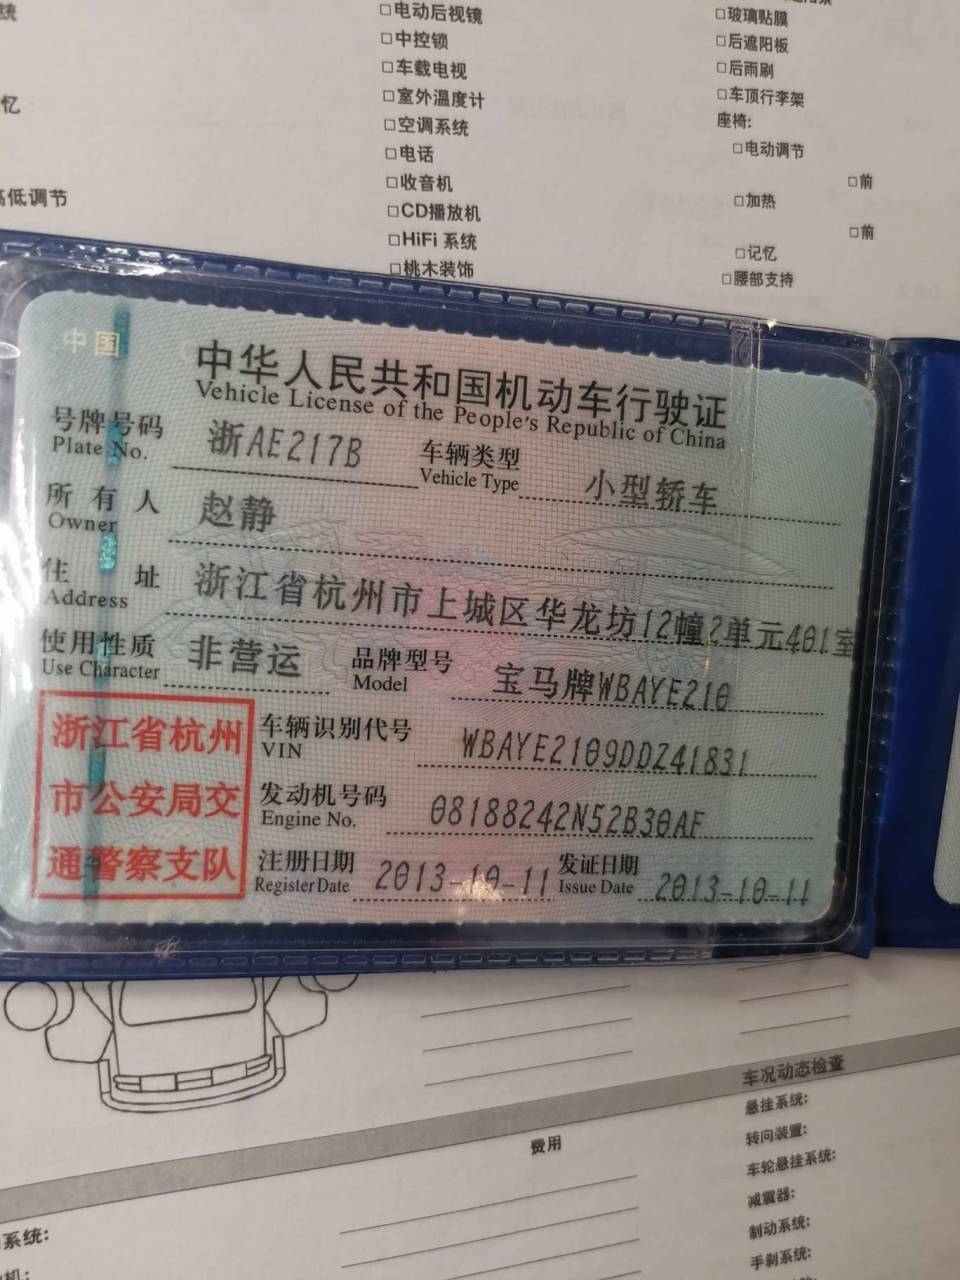 统
□电动后视镜
□中控锁
□车载电视
忆
□室外温度计
□空调系统
□电话
高低调节
□收音机
□CD播放机
□HiFi 系统
□桃木装饰
□玻璃贴膜
□后遮阳板
□后雨刷
□车顶行李架
座椅:
□电动调节
□前
□加热
□前
□记忆
□腰部支持
中国
中华人民共和国机动车行驶证
Vehicle License of the People's Republic of China
号牌号码 浙AE217B 车辆类型 小型轿车
Plate No. Vehicle Type
所有人 赵静
Owner
住址 浙江省杭州市上城区华龙坊12幢2单元401室
Address
使用性质 非营运 品牌型号 宝马牌WBAYE210
Use Character Model
浙江省杭州
市公安局交
通警察支队
车辆识别代号 WBAYE2109DDZ41831
VIN
发动机号码 08188242N52B30AF
Engine No.
注册日期 2013-10-11 发证日期 2013-10-11
Register Date Issue Date
车况动态检查
费用
悬挂系统:
转向装置:
车轮悬挂系统:
减震器:
制动系统:
手刹系统:
系统:
机: